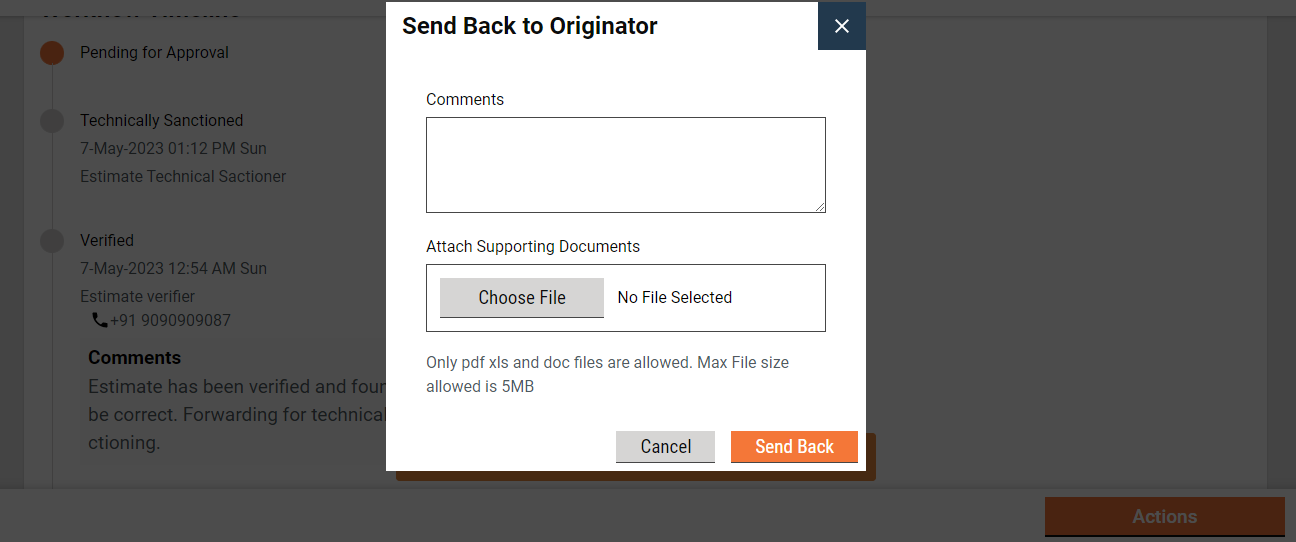 Send Back to Originator
Pending for Approval
Comments
Technically Sanctioned
7-May-2023 01:12 PM Sun
Estimate Technical Sactioner
Verified
Attach Supporting Documents
7-May-2023 12:54 AM Sun
Estimate verifier
Choose File No File Selected
+91 9090909087
Comments
Only pdf xls and doc files are allowed. Max File size
allowed is 5MB
Estimate has been verified and
be correct. Forwarding for technical
ctioning.
Cancel Send Back
Actions